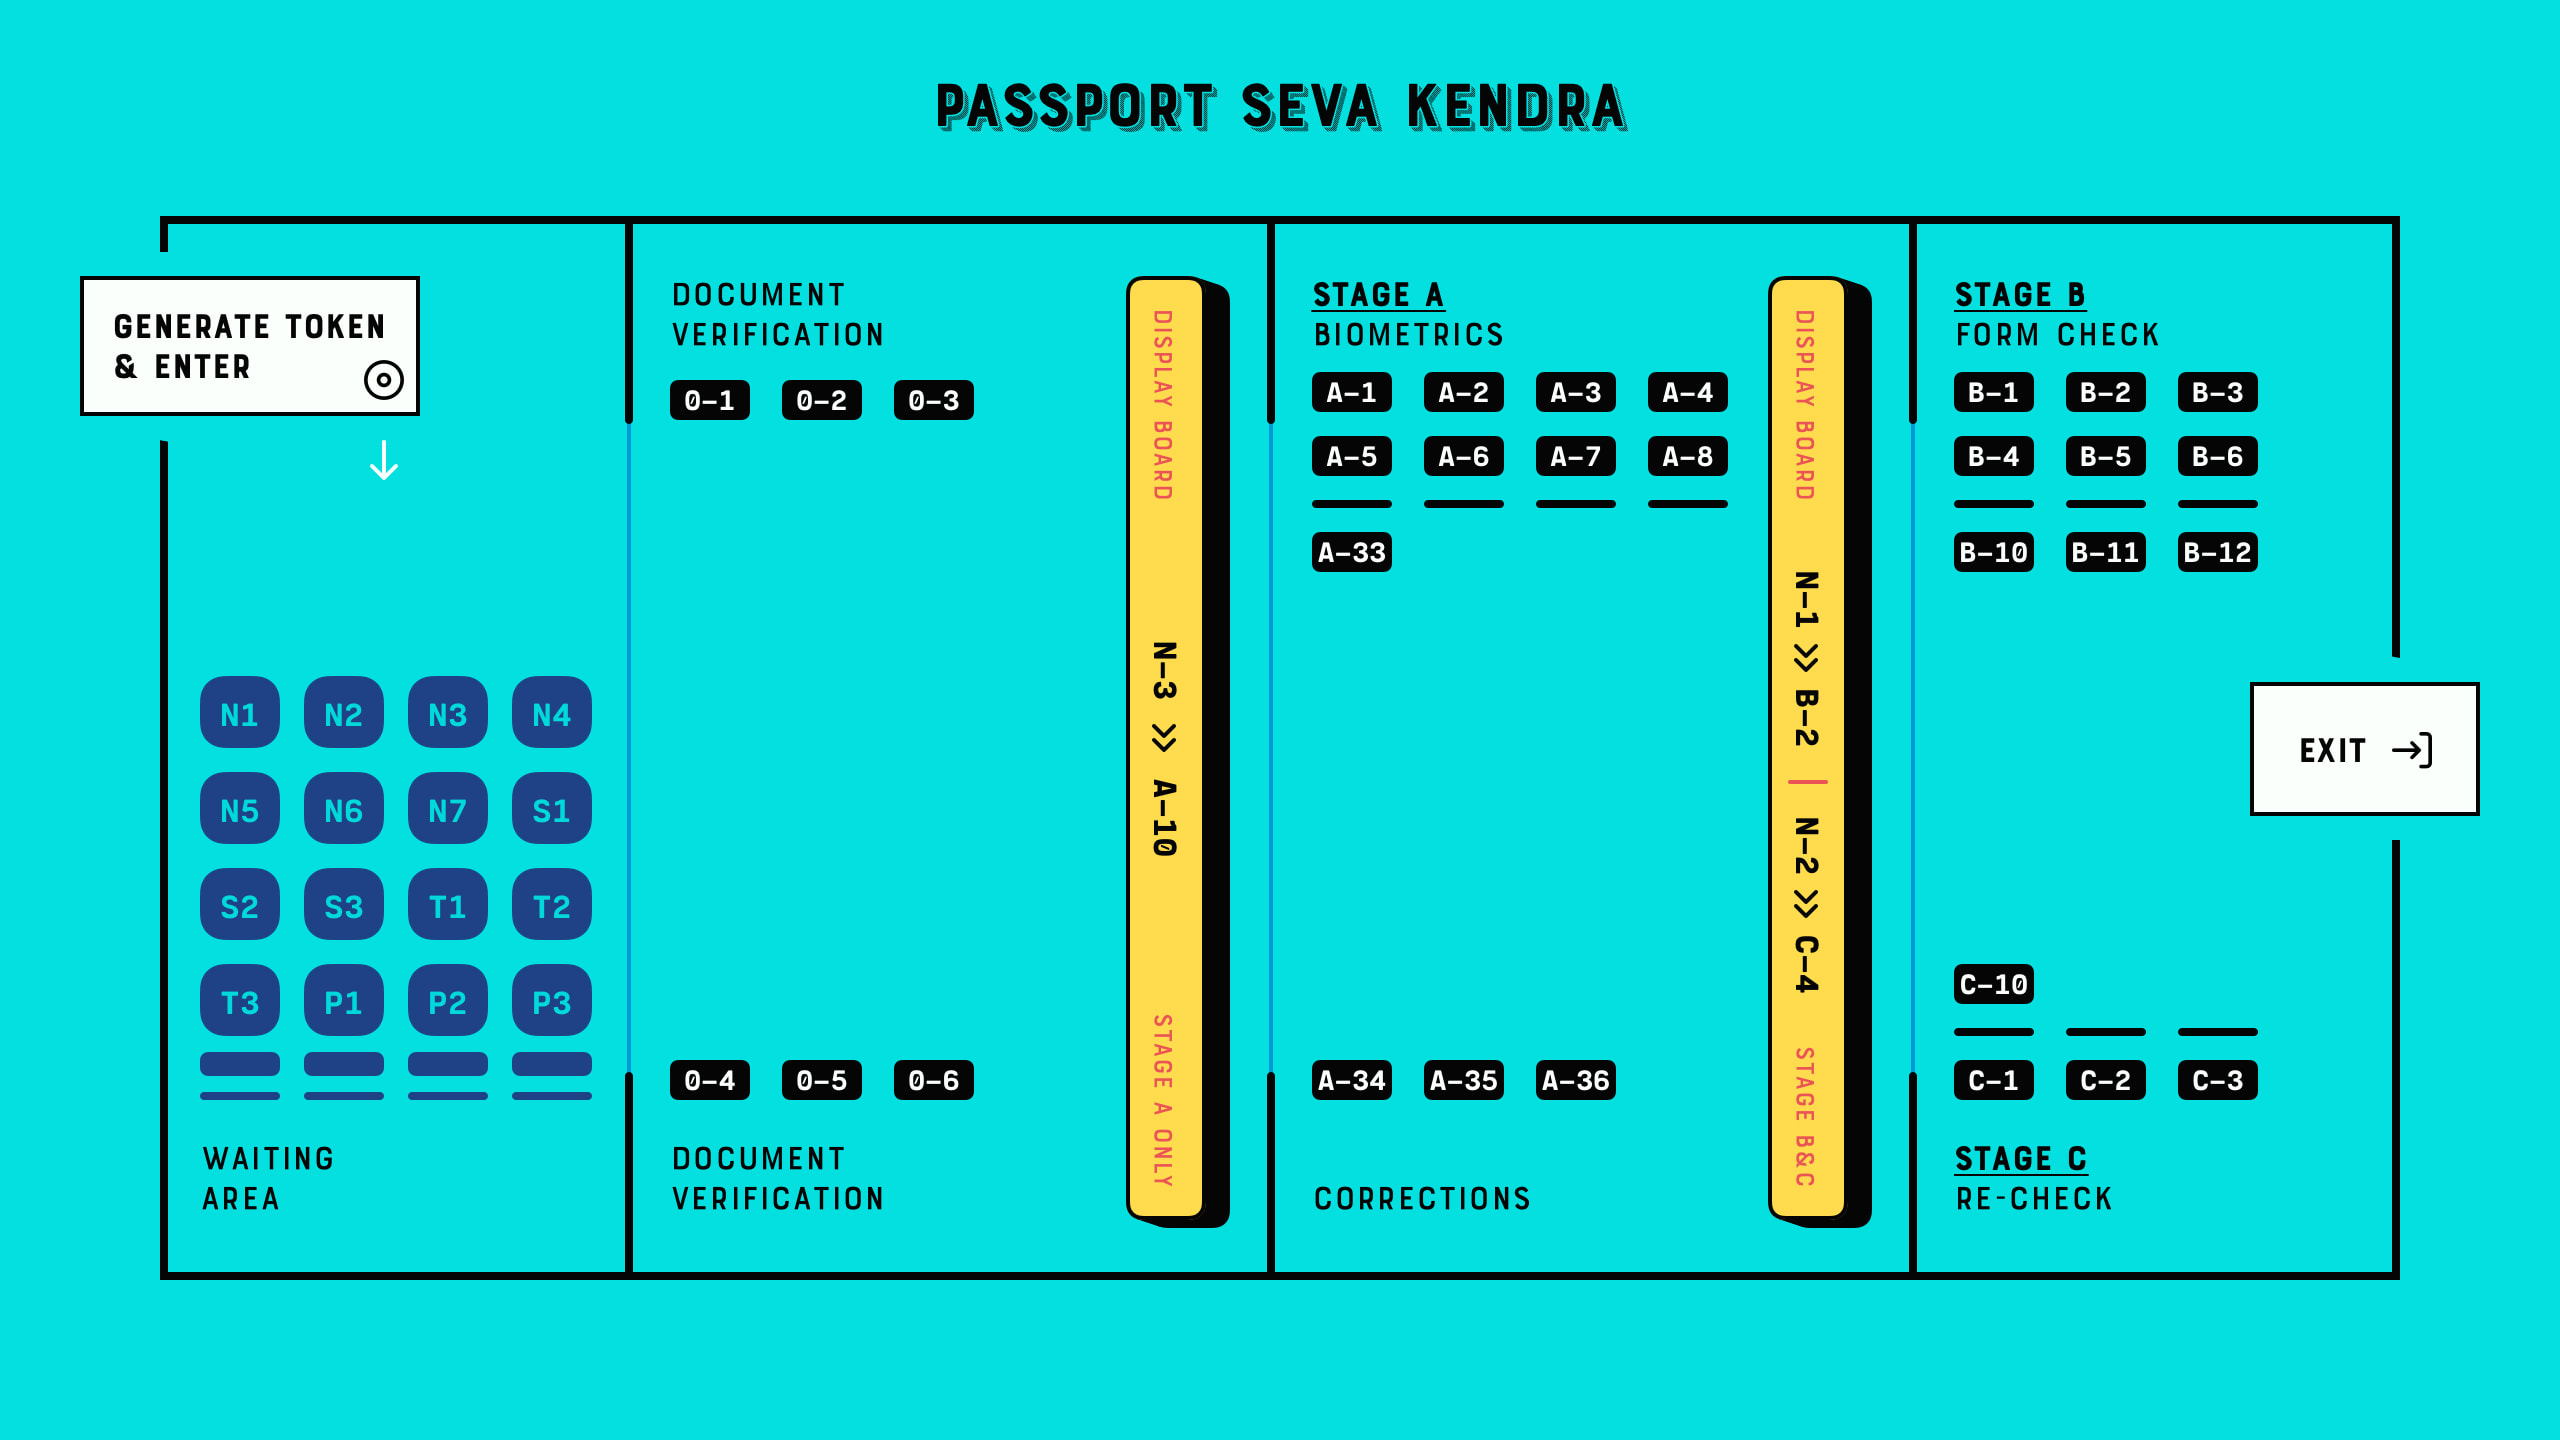 PASSPORT SEVA KENDRA
GENERATE TOKEN
& ENTER
N1 N2 N3 N4
N5 N6 N7 S1
S2 S3 T1 T2
T3 P1 P2 P3
WAITING
AREA
DOCUMENT
VERIFICATION
0-1 0-2 0-3
0-4 0-5 0-6
DOCUMENT
VERIFICATION
DISPLAY BOARD
N-3 A-10
STAGE A ONLY
STAGE A
BIOMETRICS
A-1 A-2 A-3 A-4
A-5 A-6 A-7 A-8
A-33
A-34 A-35 A-36
CORRECTIONS
DISPLAY BOARD
N-1 B-2 | N-2 C-4
STAGE B&C
STAGE B
FORM CHECK
B-1 B-2 B-3
B-4 B-5 B-6
B-10 B-11 B-12
EXIT
C-10
C-1 C-2 C-3
STAGE C
RE-CHECK